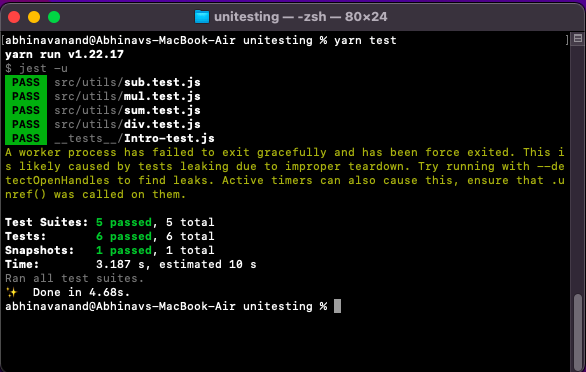 unitesting — -zsh — 80×24
[abhinavanand@Abhinavs-MacBook-Air unitesting % yarn test ]
yarn run v1.22.17
$ jest -u
PASS src/utils/sub.test.js
PASS src/utils/mul.test.js
PASS src/utils/sum.test.js
PASS src/utils/div.test.js
PASS __tests__/Intro-test.js
A worker process has failed to exit gracefully and has been force exited. This i
s likely caused by tests leaking due to improper teardown. Try running with --de
tectOpenHandles to find leaks. Active timers can also cause this, ensure that .u
nref() was called on them.
Test Suites: 5 passed, 5 total
Tests: 6 passed, 6 total
Snapshots: 1 passed, 1 total
Time: 3.187 s, estimated 10 s
Ran all test suites.
✨ Done in 4.68s.
abhinavanand@Abhinavs-MacBook-Air unitesting %